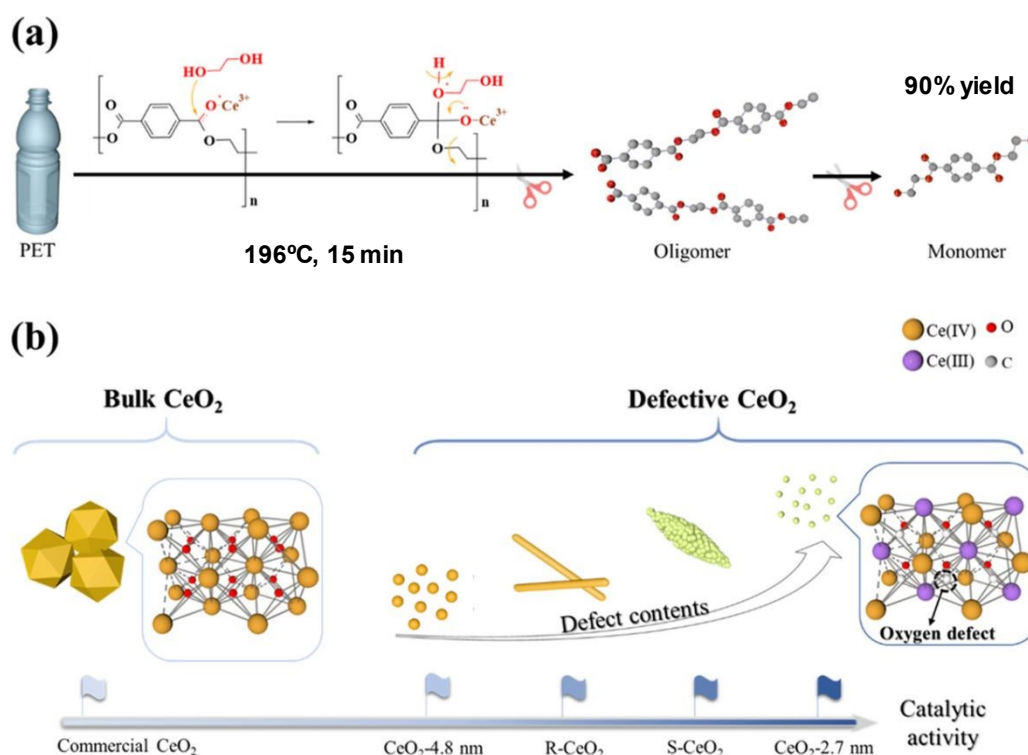 (a)
HO
OH
O
O
O
O
Ce3+
n
H
O
OH
O
O
O
O—Ce3+
n
PET
196ºC, 15 min
Oligomer
90% yield
Monomer
(b)
Ce(IV)
O
Ce(III)
C
Bulk CeO2
Defective CeO2
Defect contents
Oxygen defect
Commercial CeO2
CeO2-4.8 nm
R-CeO2
S-CeO2
CeO2-2.7 nm
Catalytic
activity